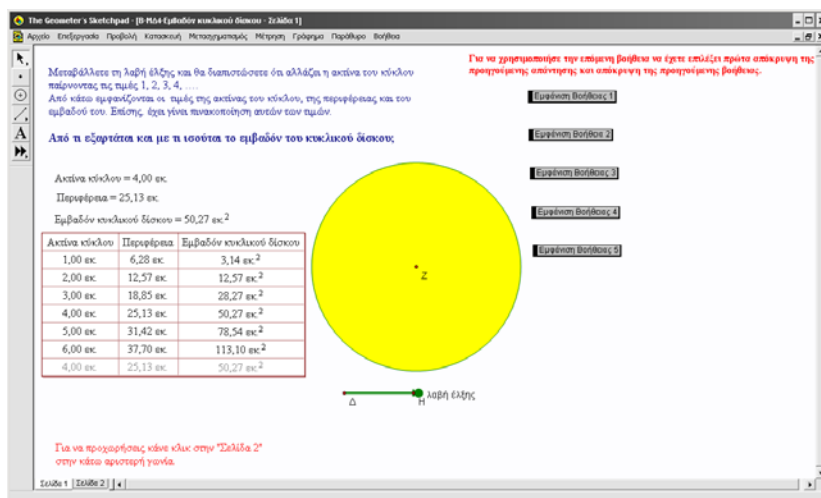 The Geometer's Sketchpad - [Β-ΜΔ4-Εμβαδόν κυκλικού δίσκου - Σελίδα 1]
Αρχείο Επεξεργασία Προβολή Κατασκευή Μετασχηματισμός Μέτρηση Γράφημα Παράθυρο Βοήθεια
Για να χρησιμοποιήσε την επόμενη βοήθεια να έχετε επιλέξει πρώτα απόκρυψη της
προηγούμενης απάντησης και απόκρυψη της προηγούμενης βοήθειας.
Μεταβάλλετε τη λαβή έλξης και θα διαπιστώσετε ότι αλλάζει η ακτίνα του κύκλου
παίρνοντας τις τιμές 1, 2, 3, 4, ....
Από κάτω εμφανίζονται οι τιμές της ακτίνας του κύκλου, της περιφέρειας και του
εμβαδού του. Επίσης, έχει γίνει πινακοποίηση αυτών των τιμών.
Από τι εξαρτάται και με τι ισούται το εμβαδόν του κυκλικού δίσκου;
Εμφάνιση Βοήθειας 1
Εμφάνιση Βοήθεια 2
Εμφάνιση Βοήθειας 3
Εμφάνιση Βοήθειας 4
Εμφάνιση Βοήθειας 5
Ακτίνα κύκλου = 4,00 εκ.
Περιφέρεια = 25,13 εκ.
Εμβαδόν κυκλικού δίσκου = 50,27 εκ.²
Ακτίνα κύκλου Περιφέρεια Εμβαδόν κυκλικού δίσκου
1,00 εκ. 6,28 εκ. 3,14 εκ.²
2,00 εκ. 12,57 εκ. 12,57 εκ.²
3,00 εκ. 18,85 εκ. 28,27 εκ.²
4,00 εκ. 25,13 εκ. 50,27 εκ.²
5,00 εκ. 31,42 εκ. 78,54 εκ.²
6,00 εκ. 37,70 εκ. 113,10 εκ.²
4,00 εκ. 25,13 εκ. 50,27 εκ.²
Z
Δ Η λαβή έλξης
Για να προχωρήσεις κάνε κλικ στην "Σελίδα 2"
στην κάτω αριστερή γωνία.
A
Σελίδα 1 Σελίδα 2